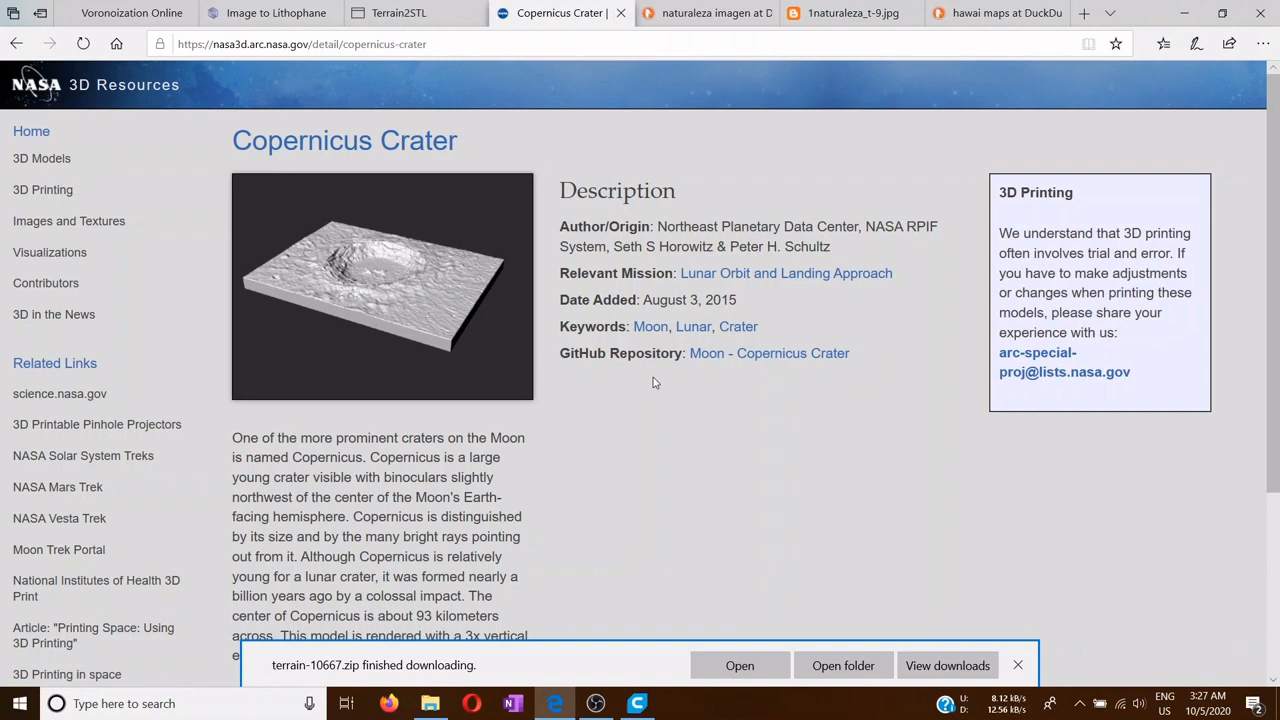 Voronoization Online
Image to Lithophane
Terrain2STL
Copernicus Crater |
naturaleza imagen at D
1naturaleza_t-9.jpg
hawai maps at DuckDu
https://nasa3d.arc.nasa.gov/detail/copernicus-crater
NASA 3D Resources
Home
3D Models
3D Printing
Images and Textures
Visualizations
Contributors
3D in the News
Related Links
science.nasa.gov
3D Printable Pinhole Projectors
NASA Solar System Treks
NASA Mars Trek
NASA Vesta Trek
Moon Trek Portal
National Institutes of Health 3D
Print
Article: "Printing Space: Using
3D Printing"
3D Printing in space
Copernicus Crater
Description
Author/Origin: Northeast Planetary Data Center, NASA RPIF
System, Seth S Horowitz & Peter H. Schultz
Relevant Mission: Lunar Orbit and Landing Approach
Date Added: August 3, 2015
Keywords: Moon, Lunar, Crater
GitHub Repository: Moon - Copernicus Crater
One of the more prominent craters on the Moon
is named Copernicus. Copernicus is a large
young crater visible with binoculars slightly
northwest of the center of the Moon's Earth-
facing hemisphere. Copernicus is distinguished
by its size and by the many bright rays pointing
out from it. Although Copernicus is relatively
young for a lunar crater, it was formed nearly a
billion years ago by a colossal impact. The
center of Copernicus is about 93 kilometers
across. This model is rendered with a 3x vertical
3D Printing
We understand that 3D printing
often involves trial and error. If
you have to make adjustments
or changes when printing these
models, please share your
experience with us:
arc-special-
proj@lists.nasa.gov
terrain-10667.zip finished downloading.
Open
Open folder
View downloads
Type here to search
U: 8.12 kB/s
D: 12.56 kB/s
ENG
US
3:27 AM
10/5/2020
2